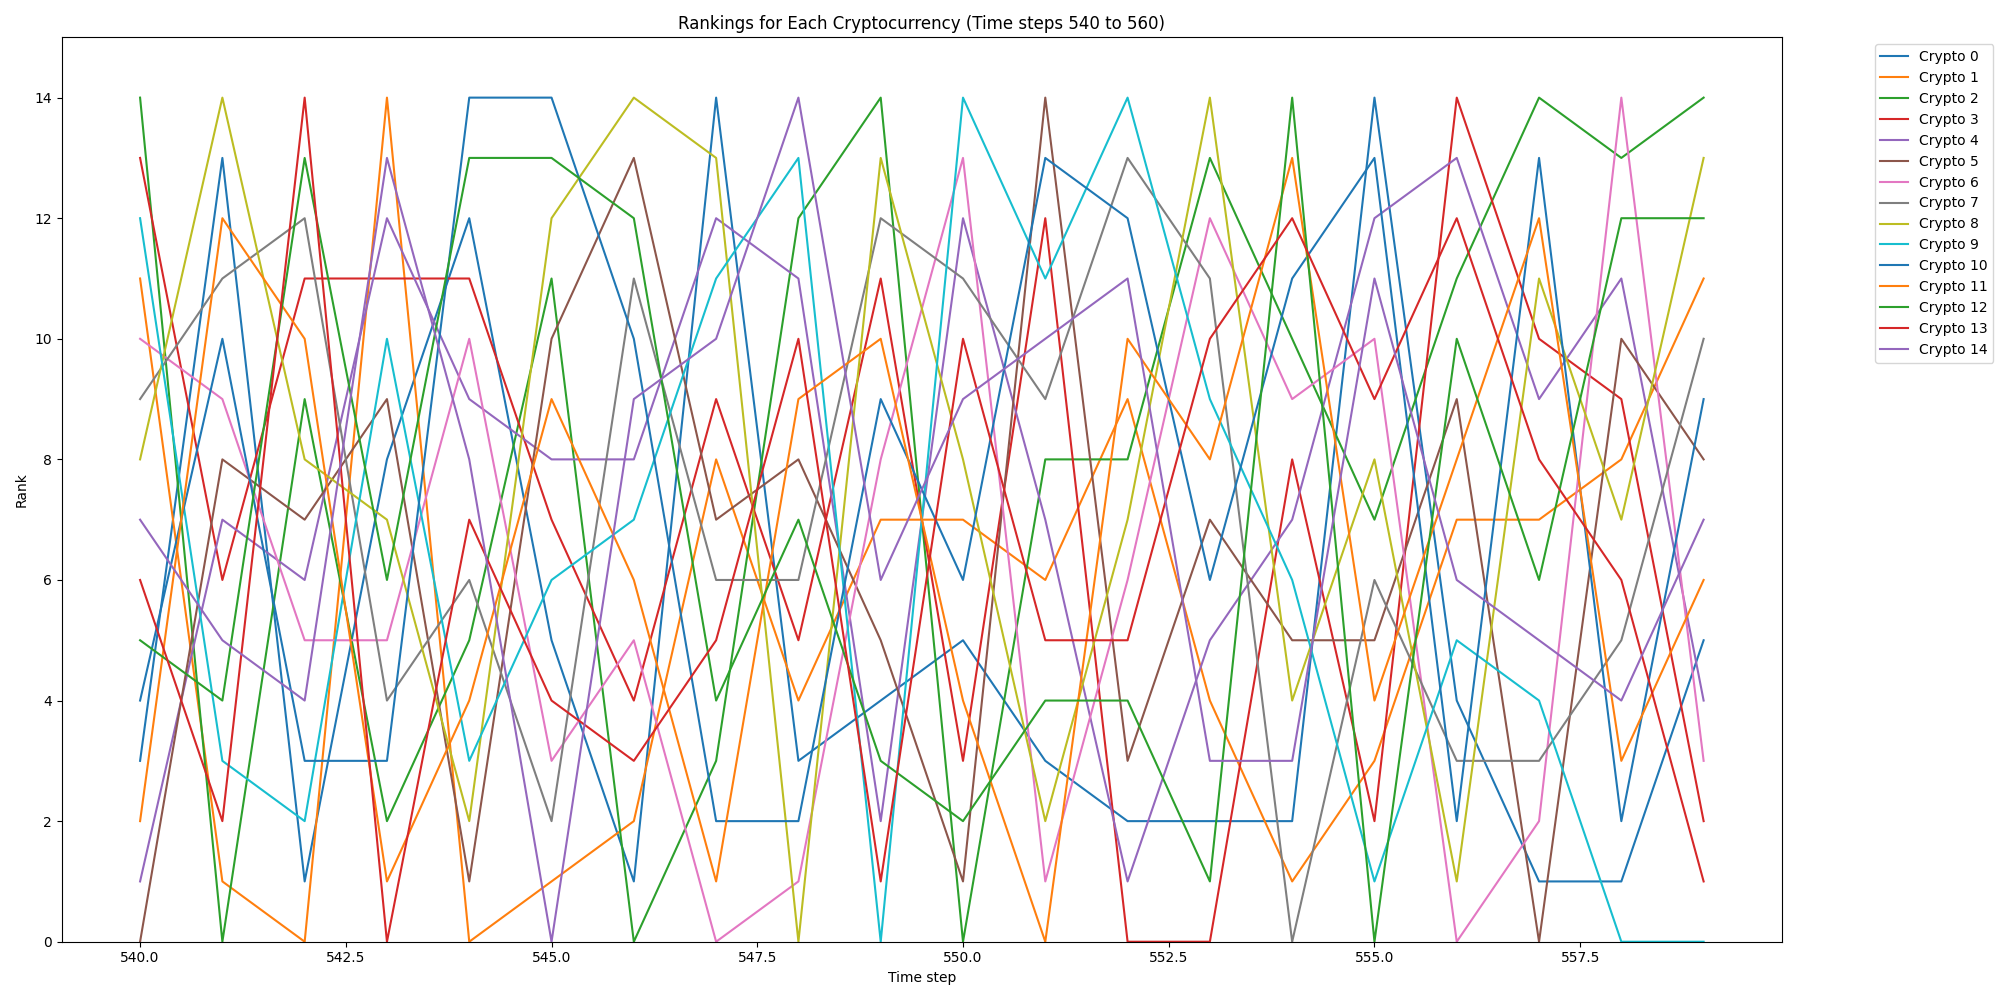 Rankings for Each Cryptocurrency (Time steps 540 to 560)
Rank
14
12
10
8
6
4
2
0
540.0 542.5 545.0 547.5 550.0 552.5 555.0 557.5
Time step
Crypto 0
Crypto 1
Crypto 2
Crypto 3
Crypto 4
Crypto 5
Crypto 6
Crypto 7
Crypto 8
Crypto 9
Crypto 10
Crypto 11
Crypto 12
Crypto 13
Crypto 14